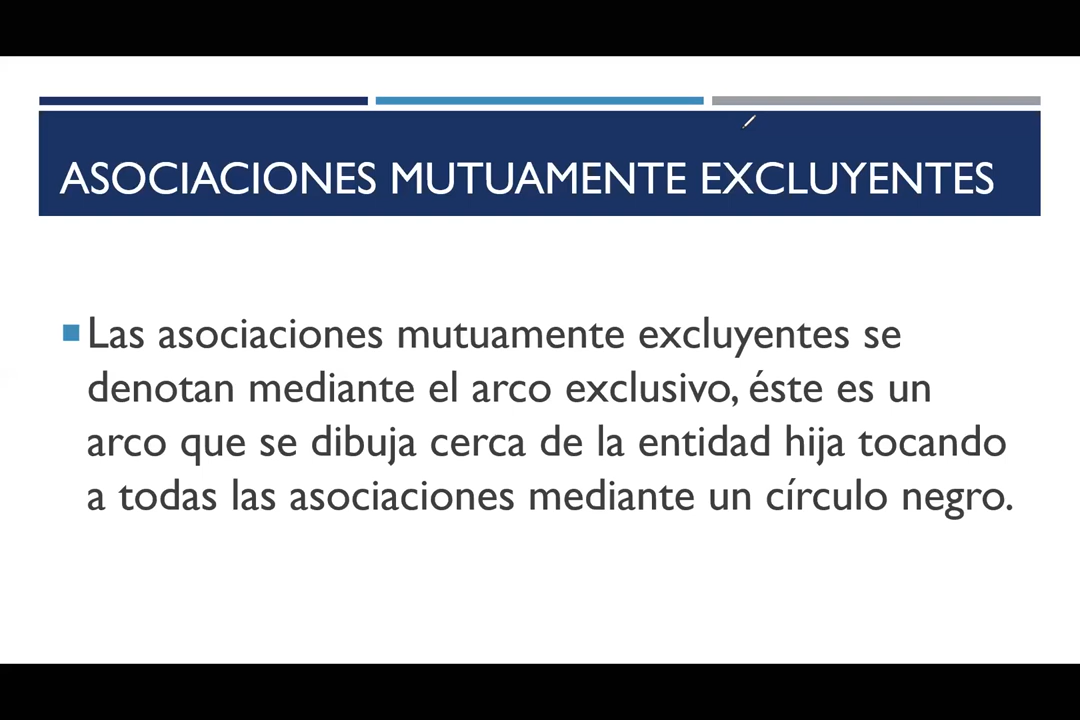 ASOCIACIONES MUTUAMENTE EXCLUYENTES
Las asociaciones mutuamente excluyentes se
denotan mediante el arco exclusivo, éste es un
arco que se dibuja cerca de la entidad hija tocando
a todas las asociaciones mediante un círculo negro.